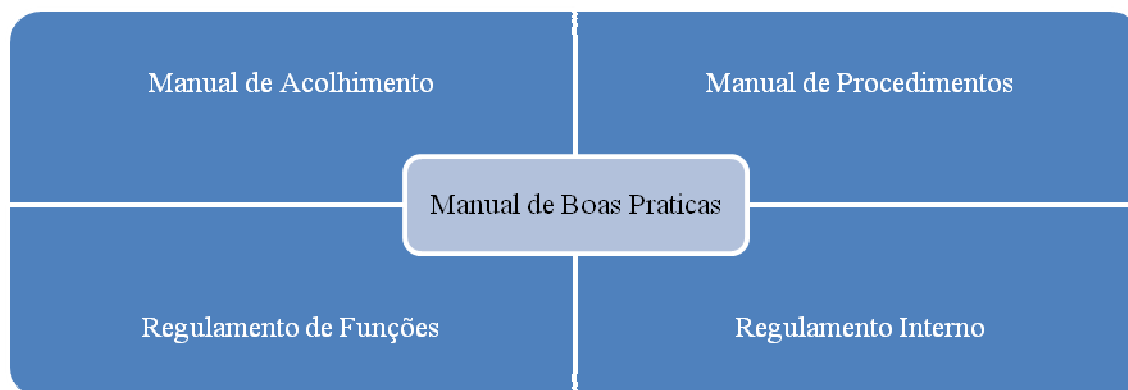 Manual de Acolhimento
Manual de Procedimentos
Manual de Boas Praticas
Regulamento de Funções
Regulamento Interno